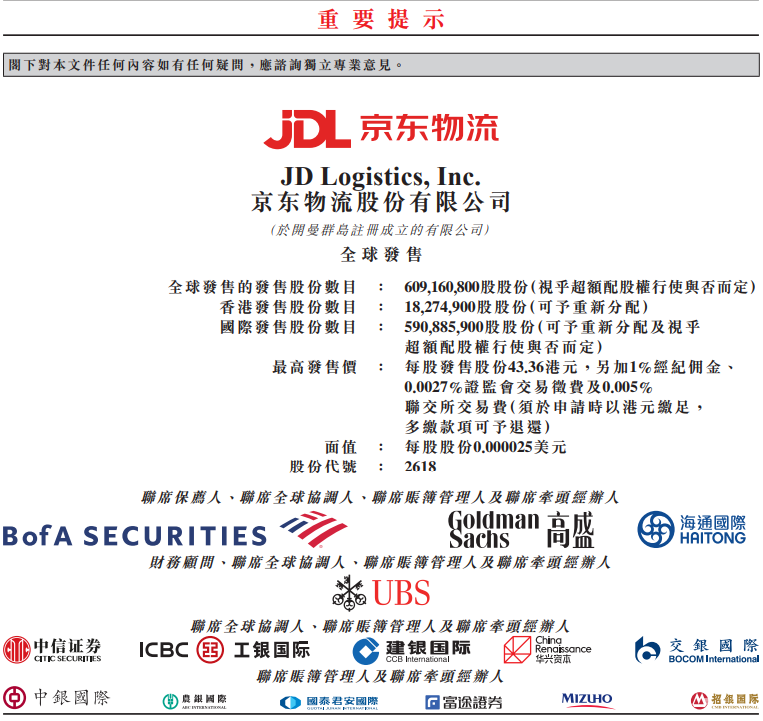 重要提示
閣下對本文件任何內容如有任何疑問，應諮詢獨立專業意見。
JDL 京东物流
JD Logistics, Inc.
京东物流股份有限公司
(於開曼群島註冊成立的有限公司)
全球發售
全球發售的發售股份數目 ： 609,160,800股股份(視乎超額配股權行使與否而定)
香港發售股份數目 ： 18,274,900股股份(可予重新分配)
國際發售股份數目 ： 590,885,900股股份(可予重新分配及視乎
超額配股權行使與否而定)
最高發售價 ： 每股發售股份43.36港元，另加1%經紀佣金、
0.0027%證監會交易徵費及0.005%
聯交所交易費(須於申請時以港元繳足，
多繳款項可予退還)
面值 ： 每股股份0.000025美元
股份代號 ： 2618
聯席保薦人、聯席全球協調人、聯席賬簿管理人及聯席牽頭經辦人
BofA SECURITIES Goldman Sachs 高盛 海通國際 HAITONG
財務顧問、聯席全球協調人、聯席賬簿管理人及聯席牽頭經辦人
UBS
聯席全球協調人、聯席賬簿管理人及聯席牽頭經辦人
中信证券 CITIC SECURITIES ICBC 工银国际 建银国际 CCB International China Renaissance 华兴资本 交銀國際 BOCOM International
聯席賬簿管理人及聯席牽頭經辦人
中銀國際 農銀國際 ABC INTERNATIONAL 國泰君安國際 GUOTAI JUNAN INTERNATIONAL 富途證券 MIZUHO 招银国际 CMB INTERNATIONAL